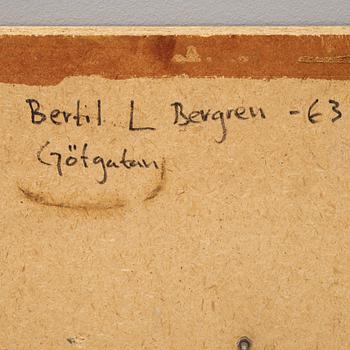 Bertil L Bergren -63
Götgatan